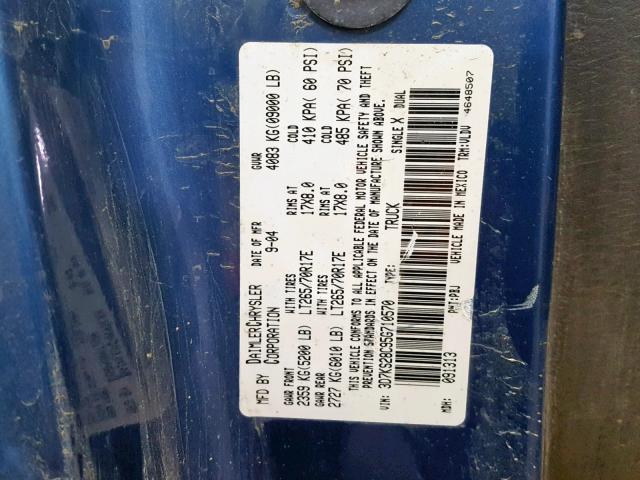 MFD BY DAIMLERCHRYSLER CORPORATION DATE OF MFR 9-04 GVWR 4083 KG(09000 LB)
GAWR FRONT WITH TIRES RIMS AT COLD
2359 KG(5200 LB) LT265/70R17E 17X8.0 410 KPA( 60 PSI)
GAWR REAR WITH TIRES RIMS AT COLD
2727 KG(6010 LB) LT265/70R17E 17X8.0 485 KPA( 70 PSI)
THIS VEHICLE CONFORMS TO ALL APPLICABLE FEDERAL MOTOR VEHICLE SAFETY AND THEFT
PREVENTION STANDARDS IN EFFECT ON THE DATE OF MANUFACTURE SHOWN ABOVE.
VIN: 3D7KS28C95G710570 TYPE: TRUCK SINGLE X DUAL
VEHICLE MADE IN MEXICO 4648507
MDH: 091313 PNT:PBJ TRM:VLDV